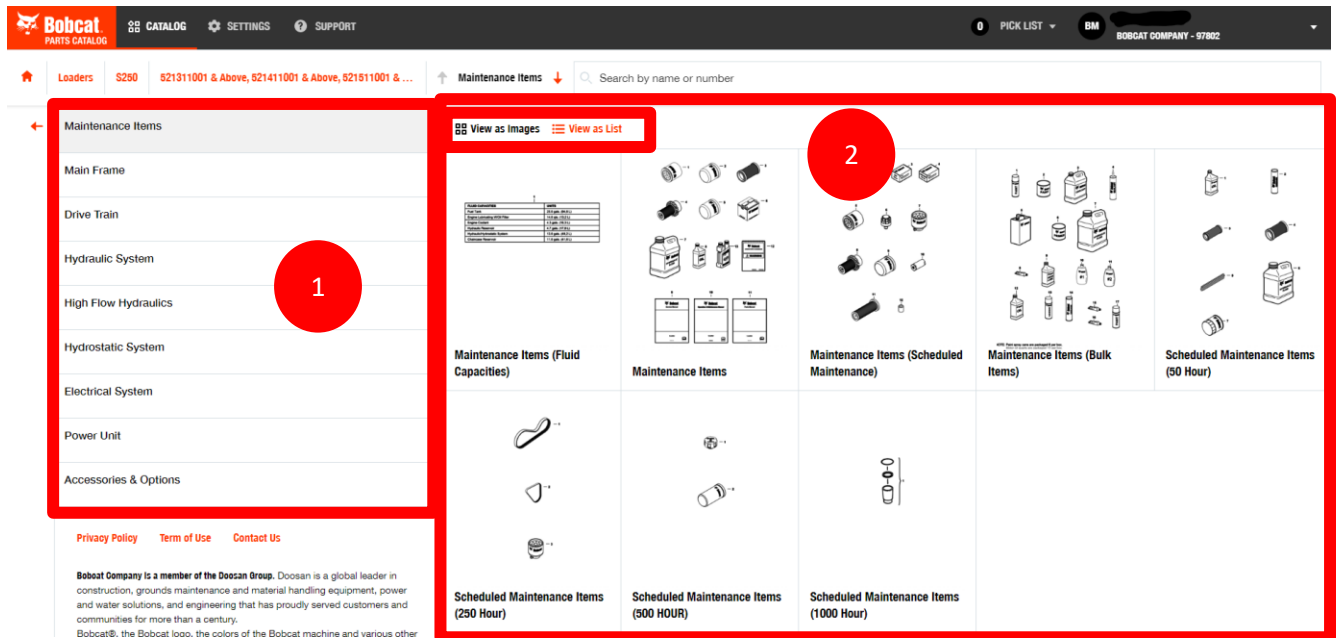 Bobcat.
PARTS CATALOG
CATALOG
SETTINGS
SUPPORT
0 PICK LIST
BM
BOBCAT COMPANY - 97802
Loaders
S250
521311001 & Above, 521411001 & Above, 521511001 & ...
Maintenance Items
Search by name or number
Maintenance Items
Main Frame
Drive Train
Hydraulic System
High Flow Hydraulics
Hydrostatic System
Electrical System
Power Unit
Accessories & Options
1
Privacy Policy
Term of Use
Contact Us
Bobcat Company is a member of the Doosan Group. Doosan is a global leader in
construction, grounds maintenance and material handling equipment, power
and water solutions, and engineering that has proudly served customers and
communities for more than a century.
Bobcat®, the Bobcat logo, the colors of the Bobcat machine and various other
View as Images
View as List
2
FLUID CAPACITIES
Maintenance Items (Fluid
Capacities)
Maintenance Items
Maintenance Items (Scheduled
Maintenance)
Maintenance Items (Bulk
Items)
Scheduled Maintenance Items
(50 Hour)
Scheduled Maintenance Items
(250 Hour)
Scheduled Maintenance Items
(500 HOUR)
Scheduled Maintenance Items
(1000 Hour)